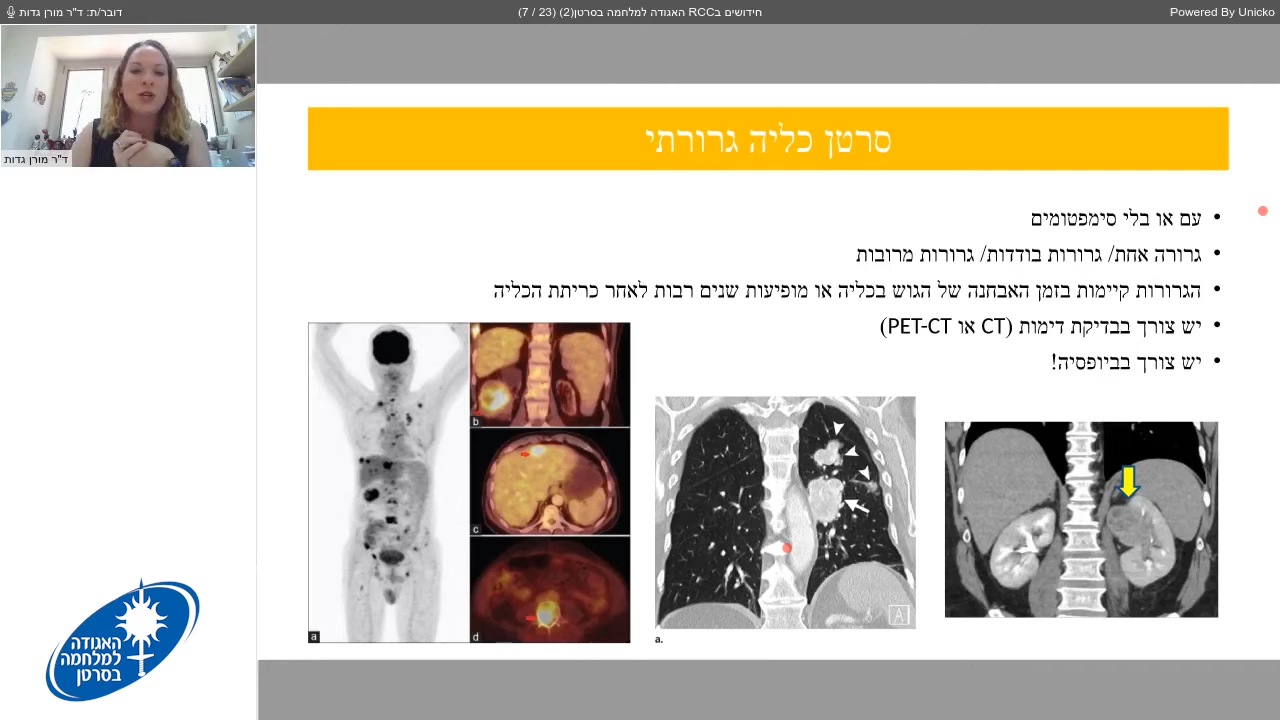 דובר/ת: ד"ר מורן גדות
חידושים בRCC האגודה למלחמה בסרטן(2) (23 / 7)
Powered By Unicko
ד"ר מורן גדות
סרטן כליה גרורתי
• עם או בלי סימפטומים
• גרורה אחת/ גרורות בודדות/ גרורות מרובות
• הגרורות קיימות בזמן האבחנה של הגוש בכליה או מופיעות שנים רבות לאחר כריתת הכליה
• יש צורך בבדיקת דימות (CT או PET-CT)
• יש צורך בביופסיה!
a
b
c
d
A
a.
האגודה
למלחמה
בסרטן